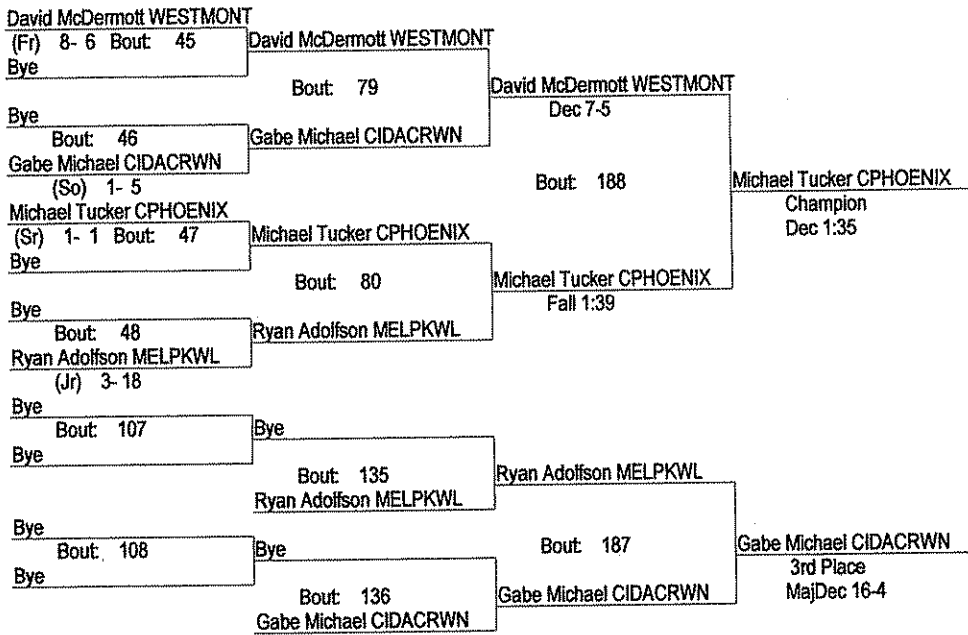 David McDermott WESTMONT
(Fr) 8- 6 Bout: 45
Bye
David McDermott WESTMONT
Bout: 79
Bye
Bout: 46
Gabe Michael CIDACRWN
(So) 1- 5
Gabe Michael CIDACRWN
David McDermott WESTMONT
Dec 7-5
Bout: 188
Michael Tucker CPHOENIX
(Sr) 1- 1 Bout: 47
Bye
Michael Tucker CPHOENIX
Bout: 80
Bye
Bout: 48
Ryan Adolfson MELPKWL
(Jr) 3- 18
Ryan Adolfson MELPKWL
Michael Tucker CPHOENIX
Fall 1:39
Michael Tucker CPHOENIX
Champion
Dec 1:35
Bye
Bout: 107
Bye
Bye
Bout: 135
Ryan Adolfson MELPKWL
Ryan Adolfson MELPKWL
Bout: 187
Bye
Bout: 108
Bye
Bye
Bout: 136
Gabe Michael CIDACRWN
Gabe Michael CIDACRWN
Gabe Michael CIDACRWN
3rd Place
MajDec 16-4